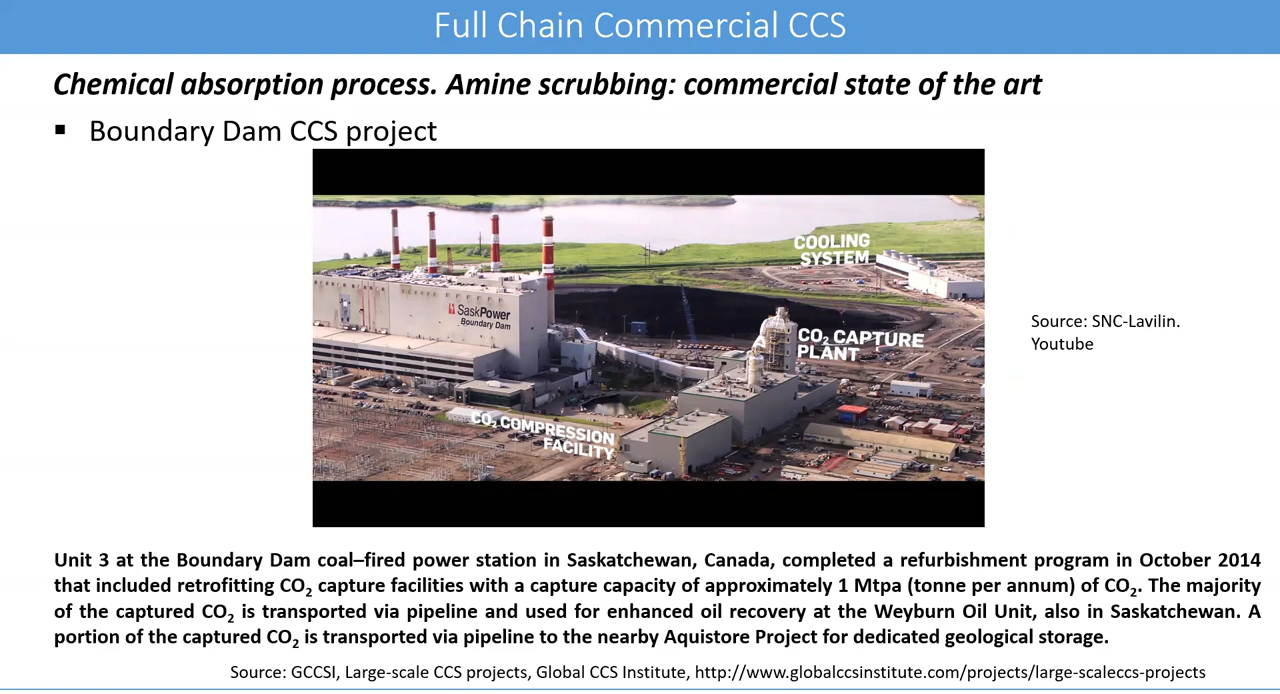 Full Chain Commercial CCS
Chemical absorption process. Amine scrubbing: commercial state of the art
▪ Boundary Dam CCS project
COOLING
SYSTEM
SaskPower
Boundary Dam
CO₂ CAPTURE
PLANT
CO₂ COMPRESSION
FACILITY
Source: SNC-Lavilin.
Youtube
Unit 3 at the Boundary Dam coal–fired power station in Saskatchewan, Canada, completed a refurbishment program in October 2014
that included retrofitting CO₂ capture facilities with a capture capacity of approximately 1 Mtpa (tonne per annum) of CO₂. The majority
of the captured CO₂ is transported via pipeline and used for enhanced oil recovery at the Weyburn Oil Unit, also in Saskatchewan. A
portion of the captured CO₂ is transported via pipeline to the nearby Aquistore Project for dedicated geological storage.
Source: GCCSI, Large-scale CCS projects, Global CCS Institute, http://www.globalccsinstitute.com/projects/large-scaleccs-projects